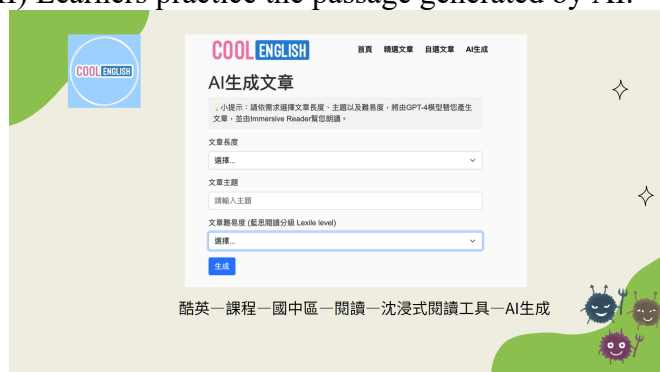 II) Learners practice the passage generated by AI.
COOL ENGLISH
COOL ENGLISH
首頁 精選文章 自選文章 AI生成
AI生成文章
小提示：請依需求選擇文章長度、主題以及難易度，將由GPT-4模型替您產生
文章，並由Immersive Reader幫您朗讀。
文章長度
選擇...
文章主題
請輸入主題
文章難易度 (藍思閱讀分級 Lexile level)
選擇...
生成
酷英—課程—國中區—閱讀—沈浸式閱讀工具—AI生成